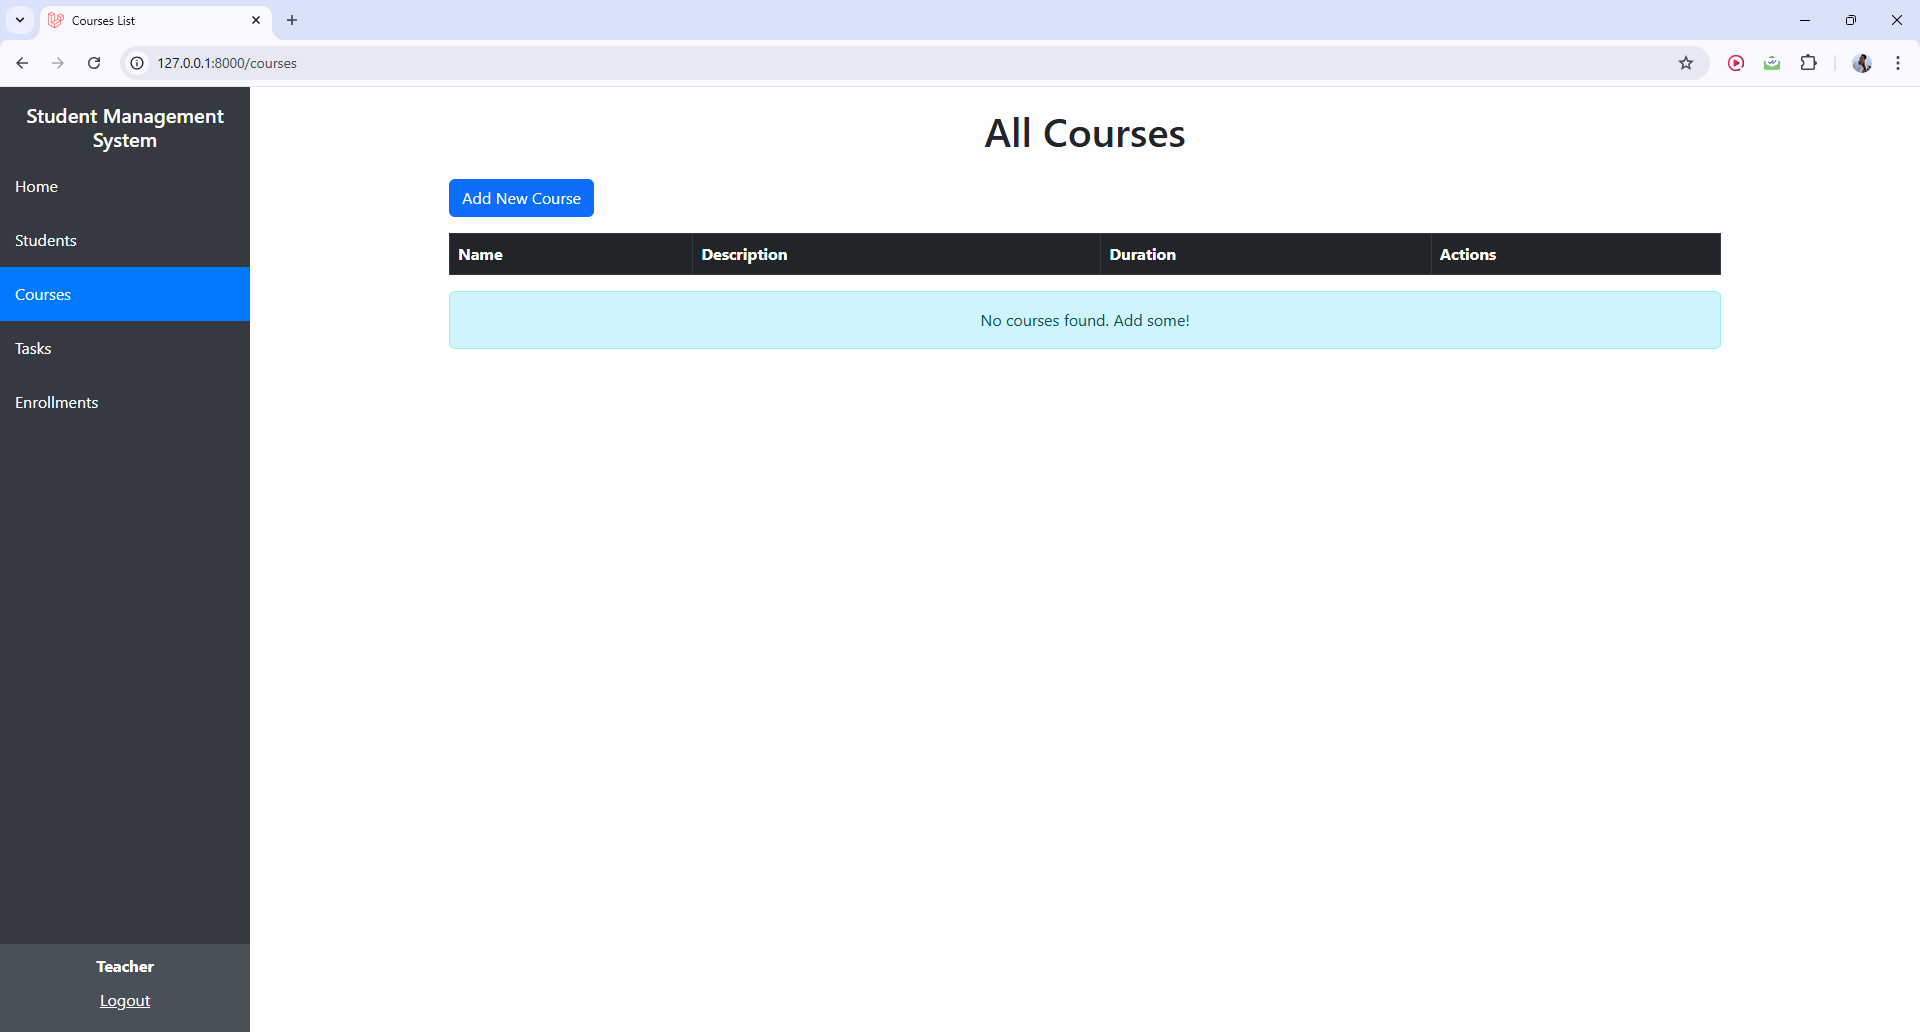 Courses List
127.0.0.1:8000/courses
Student Management
System
Home
Students
Courses
Tasks
Enrollments
Teacher
Logout
All Courses
Add New Course
Name Description Duration Actions
No courses found. Add some!